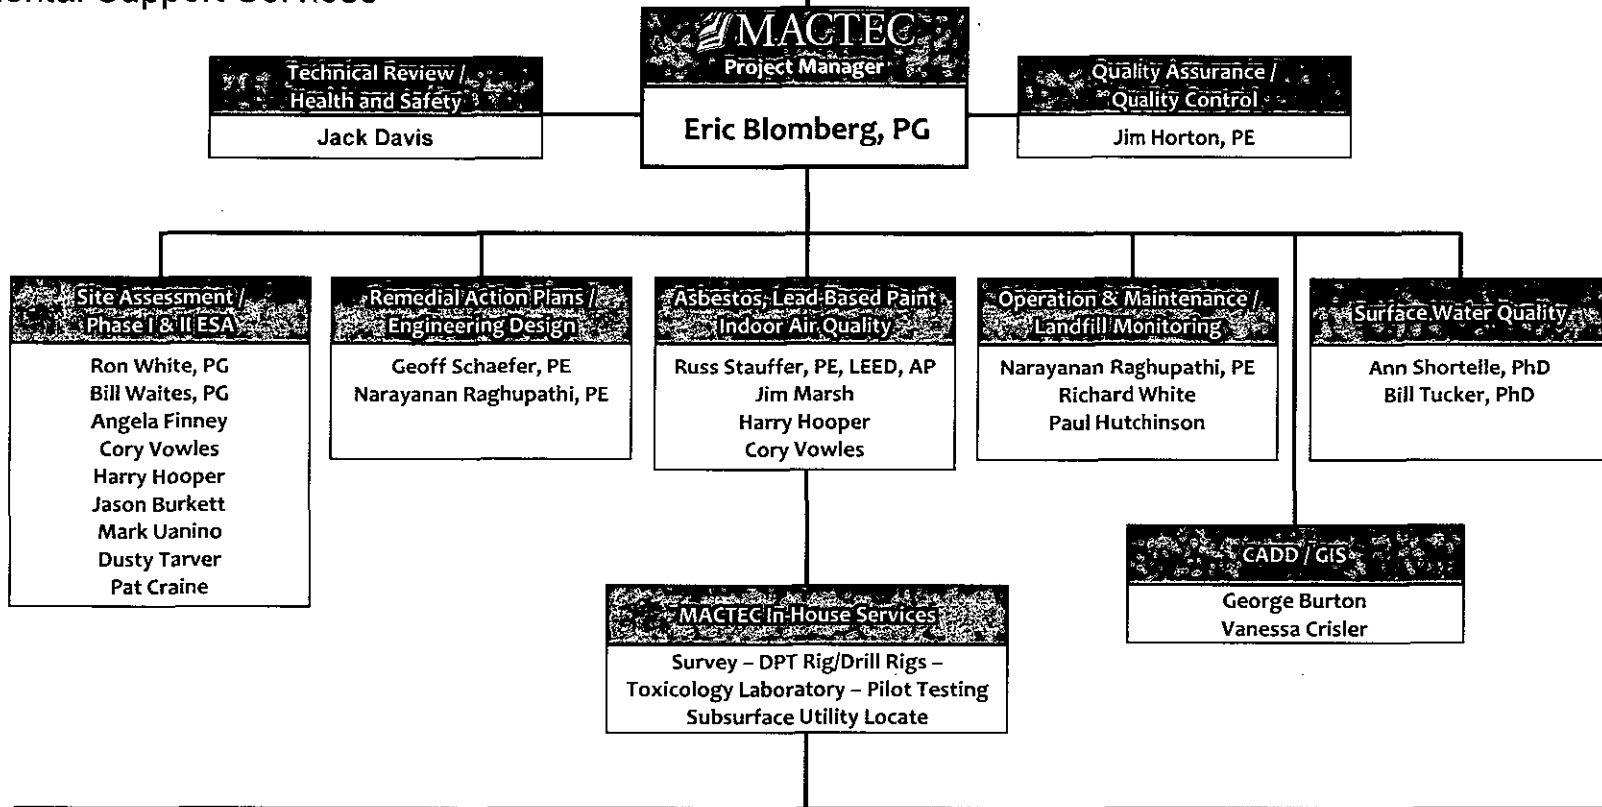 ental Support Services
MACTEC
Project Manager
Eric Blomberg, PG
Technical Review /
Health and Safety
Jack Davis
Quality Assurance /
Quality Control
Jim Horton, PE
Site Assessment /
Phase I & II ESA
Ron White, PG
Bill Waites, PG
Angela Finney
Cory Vowles
Harry Hooper
Jason Burkett
Mark Uanino
Dusty Tarver
Pat Craine
Remedial Action Plans /
Engineering Design
Geoff Schaefer, PE
Narayanan Raghupathi, PE
Asbestos, Lead-Based Paint
Indoor Air Quality
Russ Stauffer, PE, LEED, AP
Jim Marsh
Harry Hooper
Cory Vowles
Operation & Maintenance /
Landfill Monitoring
Narayanan Raghupathi, PE
Richard White
Paul Hutchinson
Surface Water Quality
Ann Shortelle, PhD
Bill Tucker, PhD
CADD / GIS
George Burton
Vanessa Crisler
MACTEC In-House Services
Survey – DPT Rig/Drill Rigs –
Toxicology Laboratory – Pilot Testing
Subsurface Utility Locate